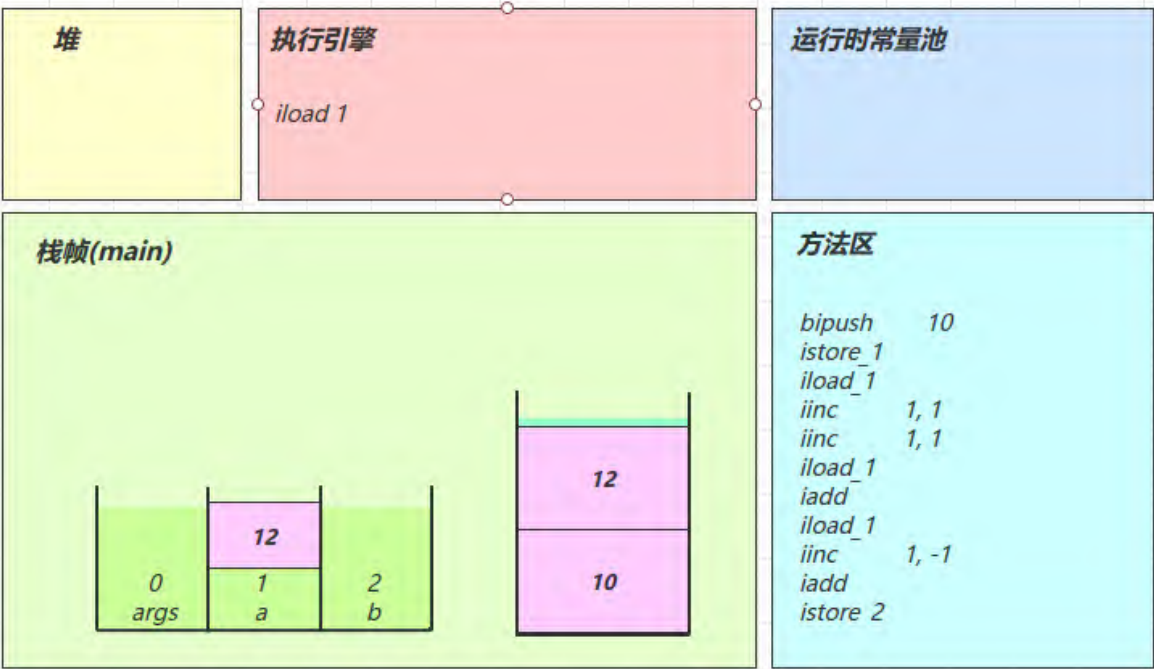 堆
执行引擎
iload 1
运行时常量池
栈帧(main)
12
0 1 2
args a b
12
10
方法区
bipush 10
istore_1
iload_1
iinc 1, 1
iinc 1, 1
iload_1
iadd
iload_1
iinc 1, -1
iadd
istore 2